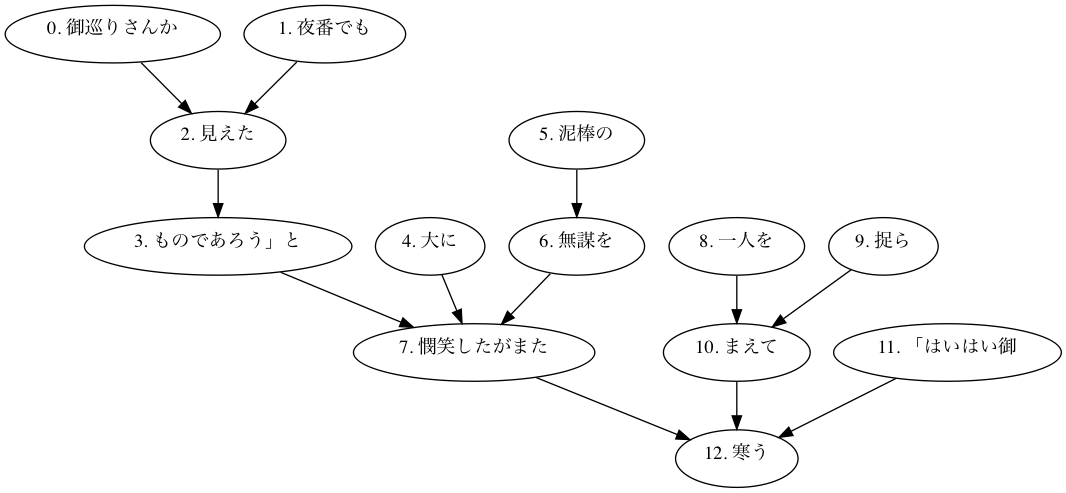 0. 御巡りさんか
1. 夜番でも
2. 見えた
5. 泥棒の
3. ものであろう」と
4. 大に
6. 無謀を
8. 一人を
9. 捉ら
7. 憫笑したがまた
10. まえて
11. 「はいはい御
12. 寒う